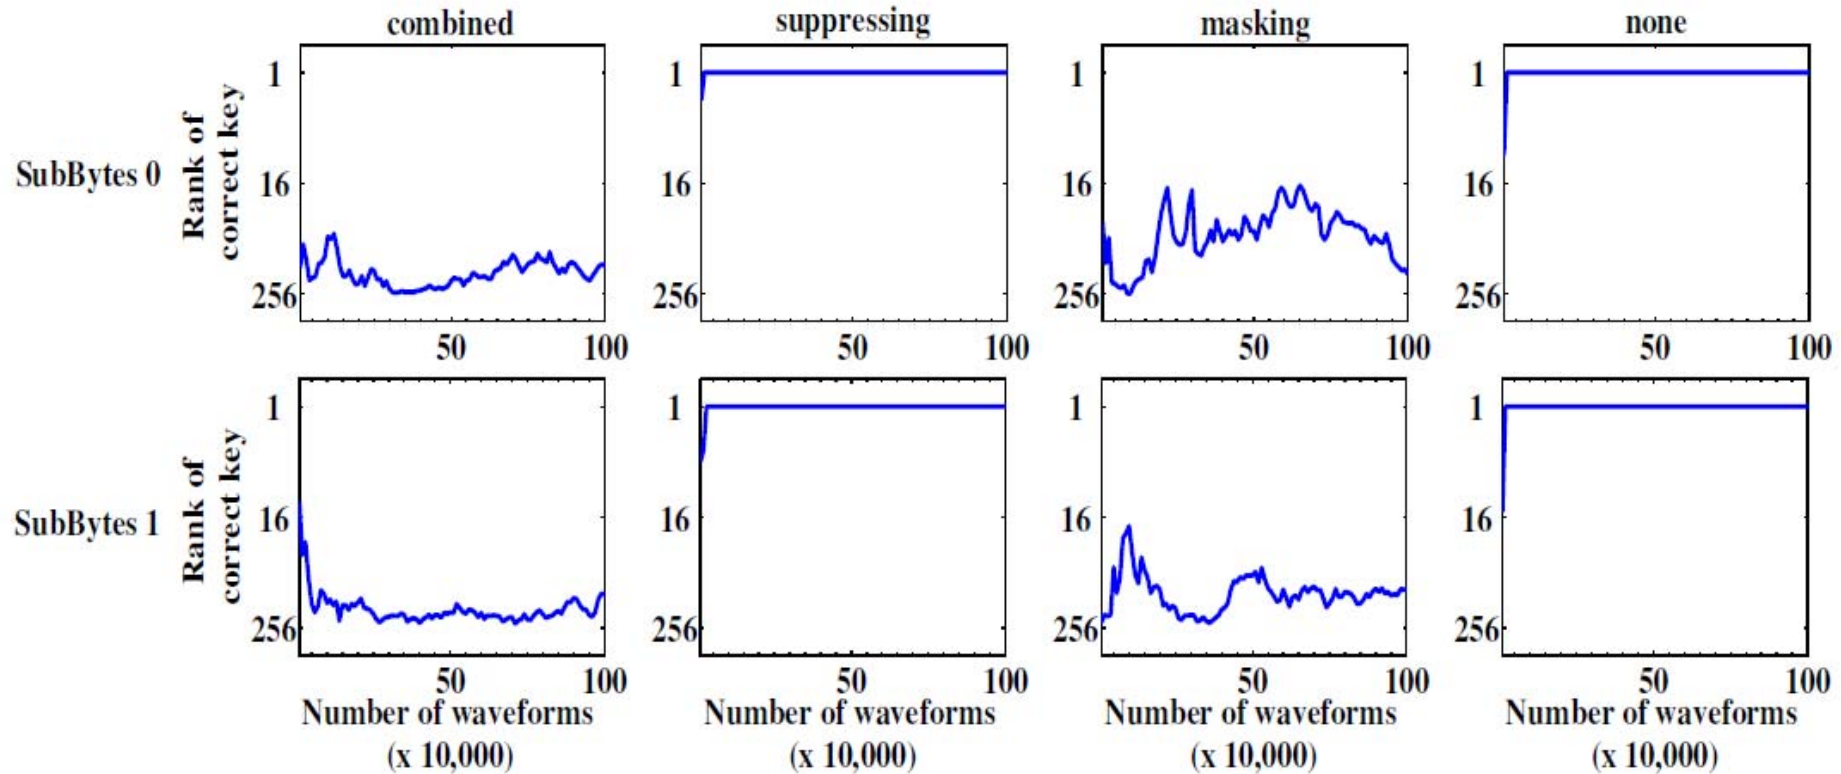 combined
suppressing
masking
none
SubBytes 0
Rank of
correct key
1
16
256
50
100
1
16
256
50
100
1
16
256
50
100
1
16
256
50
100
SubBytes 1
Rank of
correct key
1
16
256
50
100
Number of waveforms
(x 10,000)
1
16
256
50
100
Number of waveforms
(x 10,000)
1
16
256
50
100
Number of waveforms
(x 10,000)
1
16
256
50
100
Number of waveforms
(x 10,000)